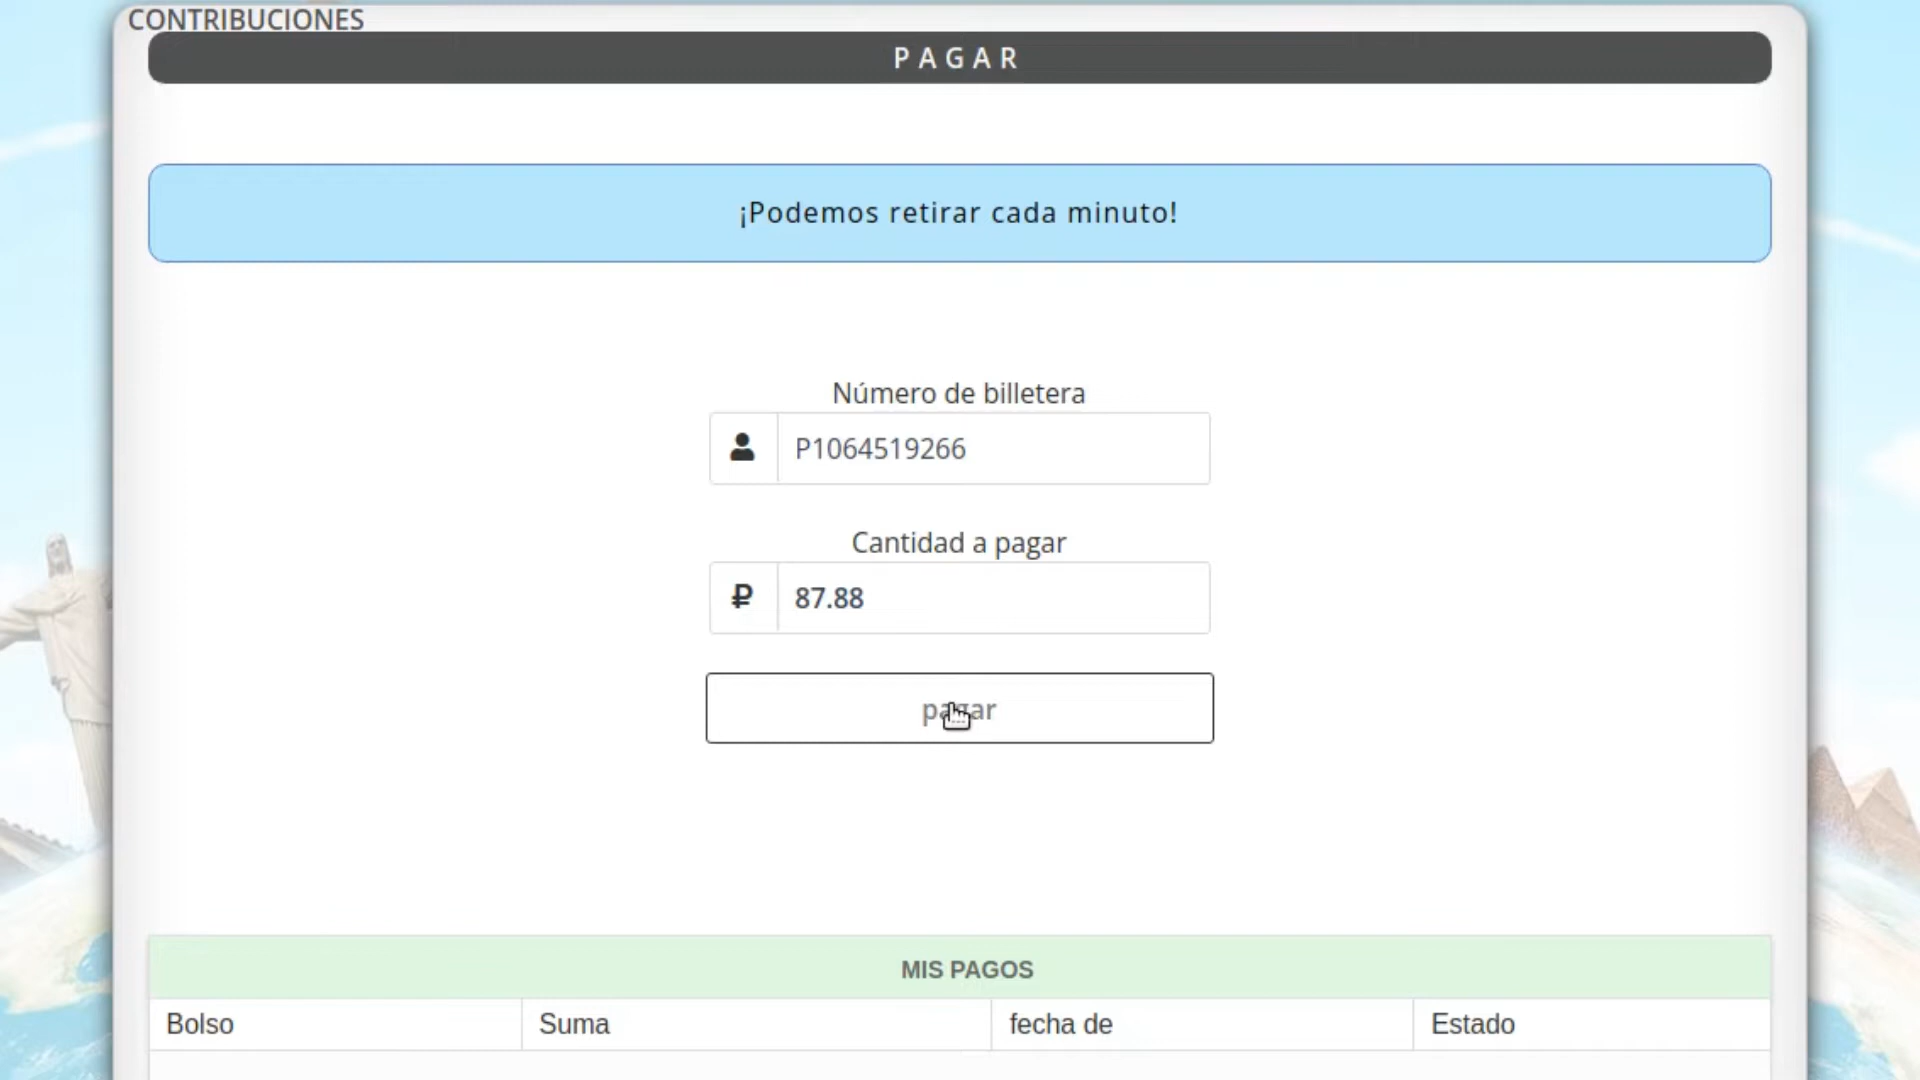 CONTRIBUCIONES
PAGAR
¡Podemos retirar cada minuto!
Número de billetera
P1064519266
Cantidad a pagar
₽ 87.88
pagar
MIS PAGOS
Bolso Suma fecha de Estado